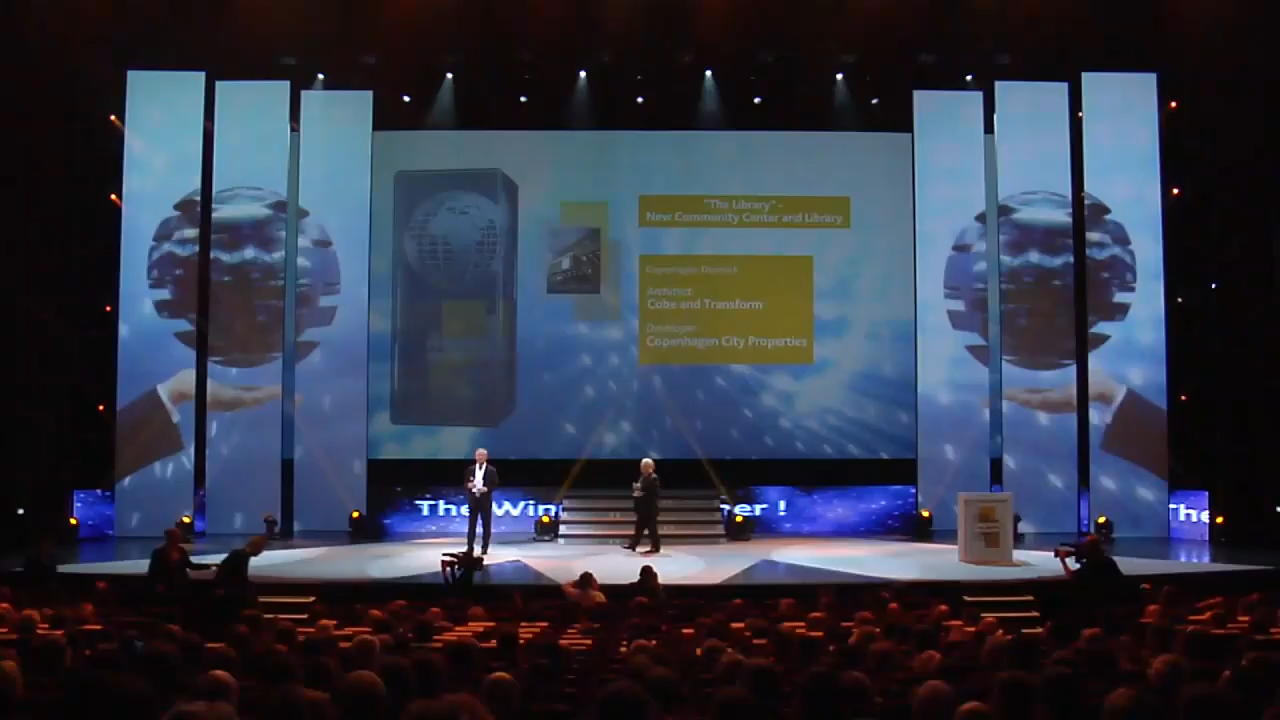 "The Library" -
New Community Center and Library
Copenhagen, Denmark
Architect:
Cobe and Transform
Developer:
Copenhagen City Properties
The Win ner !
The